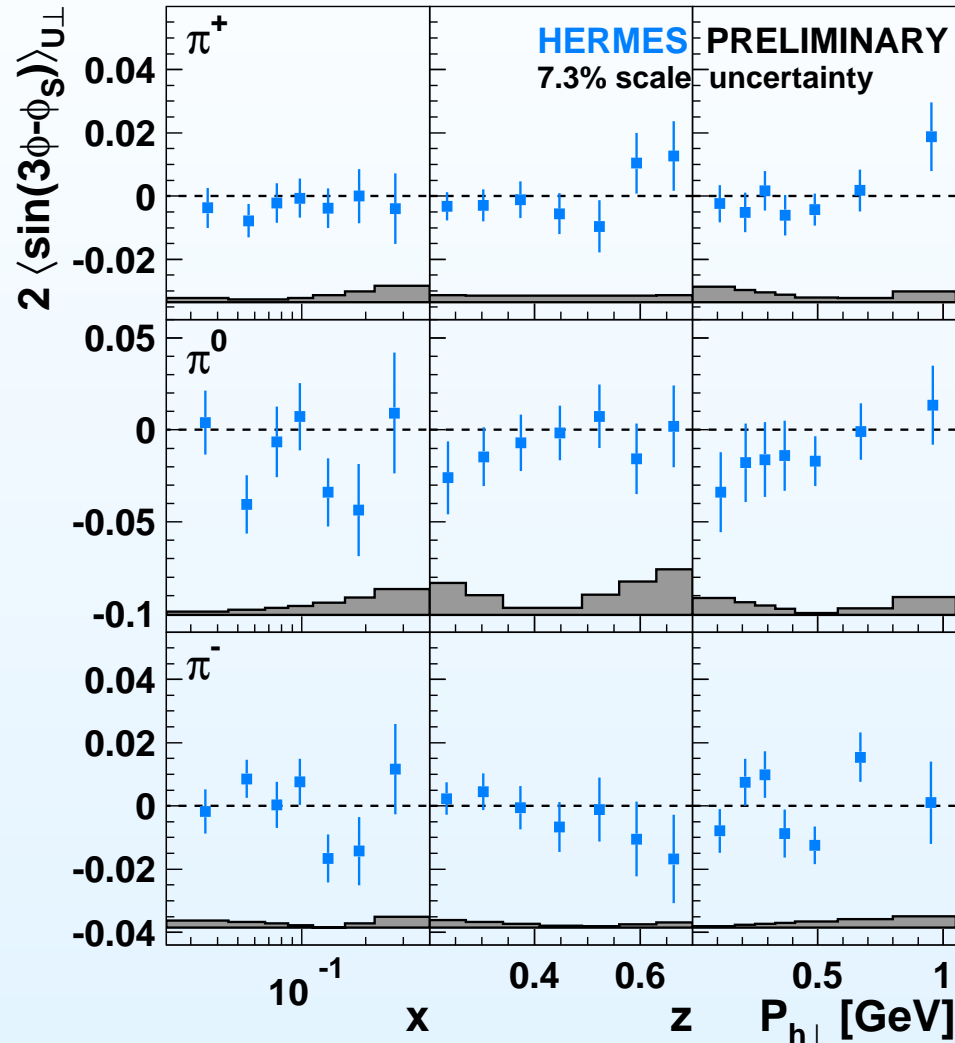 2 ⟨sin(3ϕ-ϕS)⟩U⊥
π+
HERMES PRELIMINARY
7.3% scale uncertainty
0.04
0.02
0
-0.02
π0
0.05
0
-0.05
-0.1
π-
0.04
0.02
0
-0.02
-0.04
10-1
0.4 0.6
0.5 1
x
z
Ph⊥ [GeV]